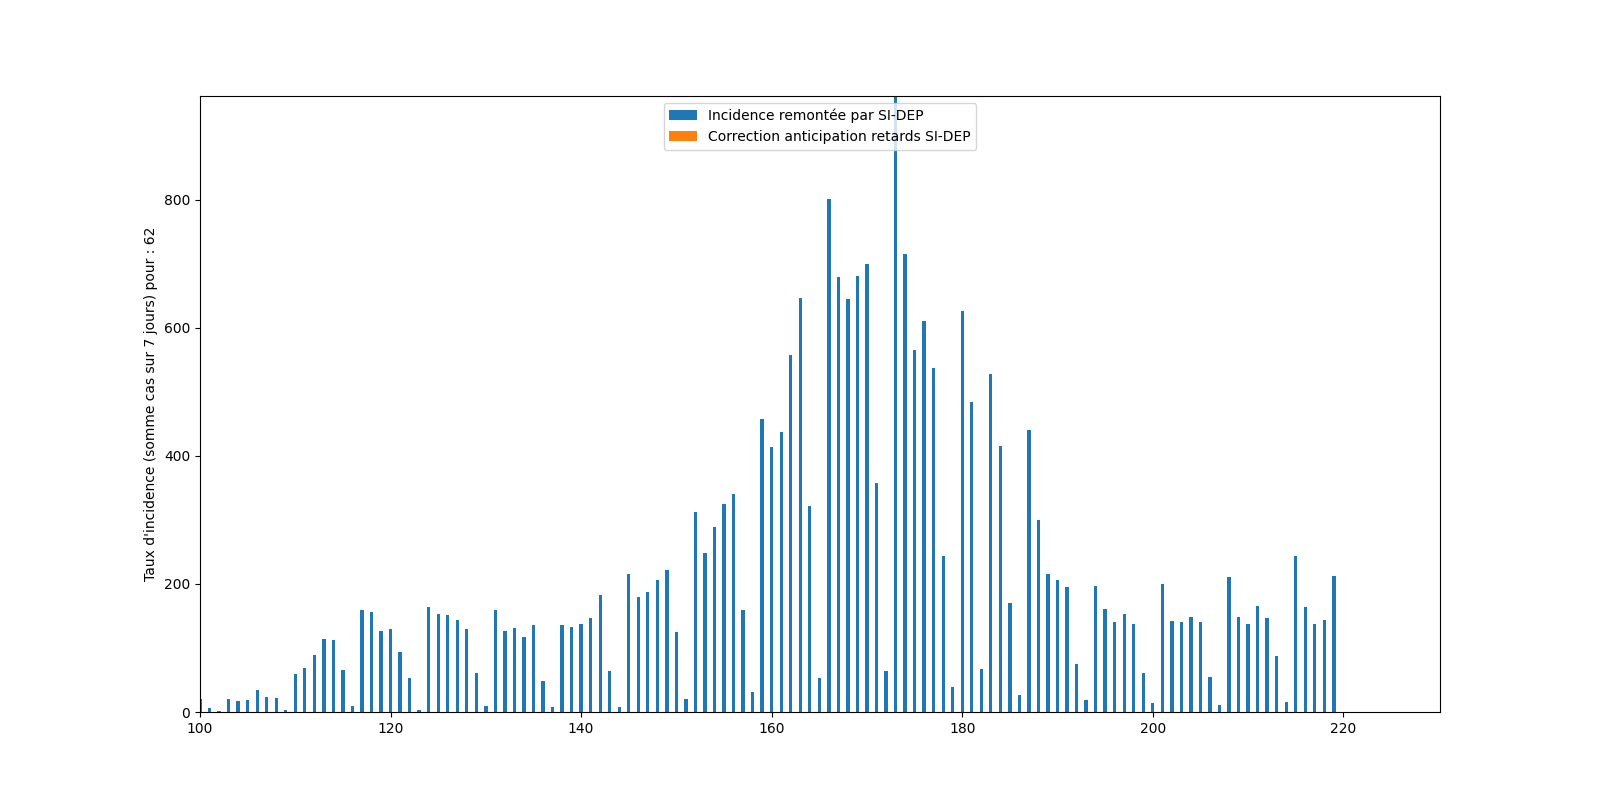 Incidence remontée par SI-DEP
Correction anticipation retards SI-DEP
Taux d'incidence (somme cas sur 7 jours) pour : 62
800
600
400
200
0
100 120 140 160 180 200 220